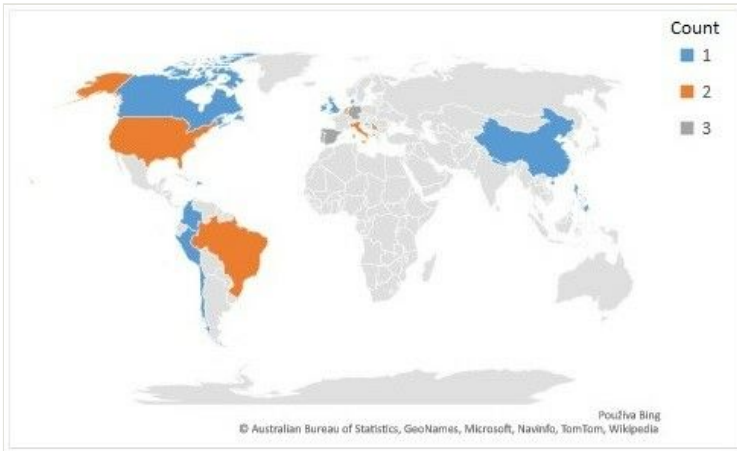 Count
1
2
3
Používa Bing
© Australian Bureau of Statistics, GeoNames, Microsoft, Navinfo, TomTom, Wikipedia